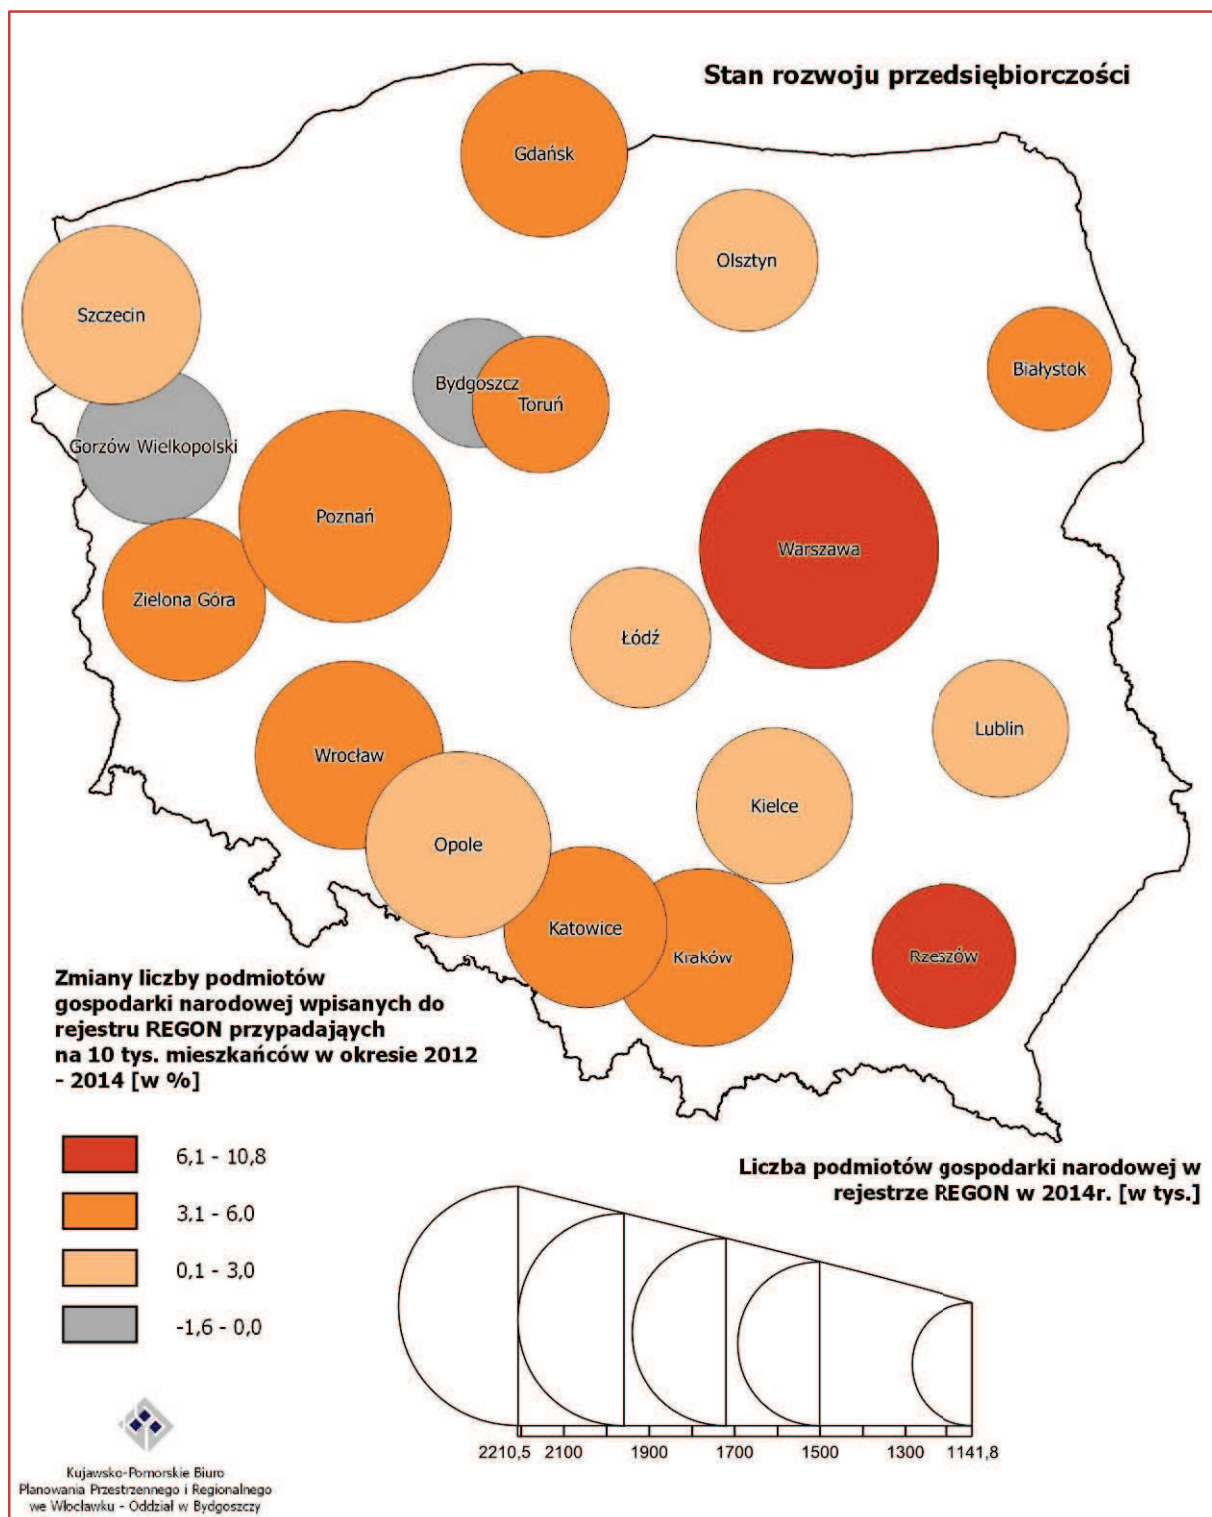 Stan rozwoju przedsiębiorczości
Gdańsk
Olsztyn
Szczecin
Białystok
Bydgoszcz
Toruń
Gorzów Wielkopolski
Poznań
Warszawa
Zielona Góra
Łódź
Lublin
Wrocław
Kielce
Opole
Katowice
Kraków
Rzeszów
Zmiany liczby podmiotów
gospodarki narodowej wpisanych do
rejestru REGON przypadająych
na 10 tys. mieszkańców w okresie 2012
- 2014 [w %]
6,1 - 10,8
3,1 - 6,0
0,1 - 3,0
-1,6 - 0,0
Liczba podmiotów gospodarki narodowej w
rejestrze REGON w 2014r. [w tys.]
2210,5 2100 1900 1700 1500 1300 1141,8
Kujawsko-Pomorskie Biuro
Planowania Przestrzennego i Regionalnego
we Włocławku - Oddział w Bydgoszczy